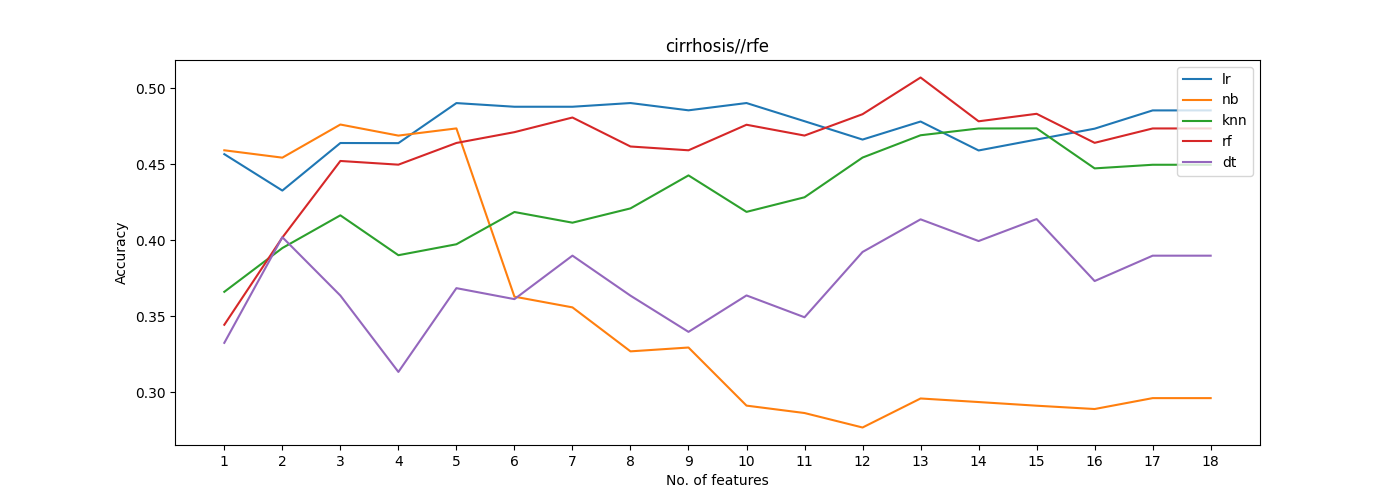 cirrhosis//rfe
lr
nb
knn
rf
dt
Accuracy
0.50
0.45
0.40
0.35
0.30
1 2 3 4 5 6 7 8 9 10 11 12 13 14 15 16 17 18
No. of features